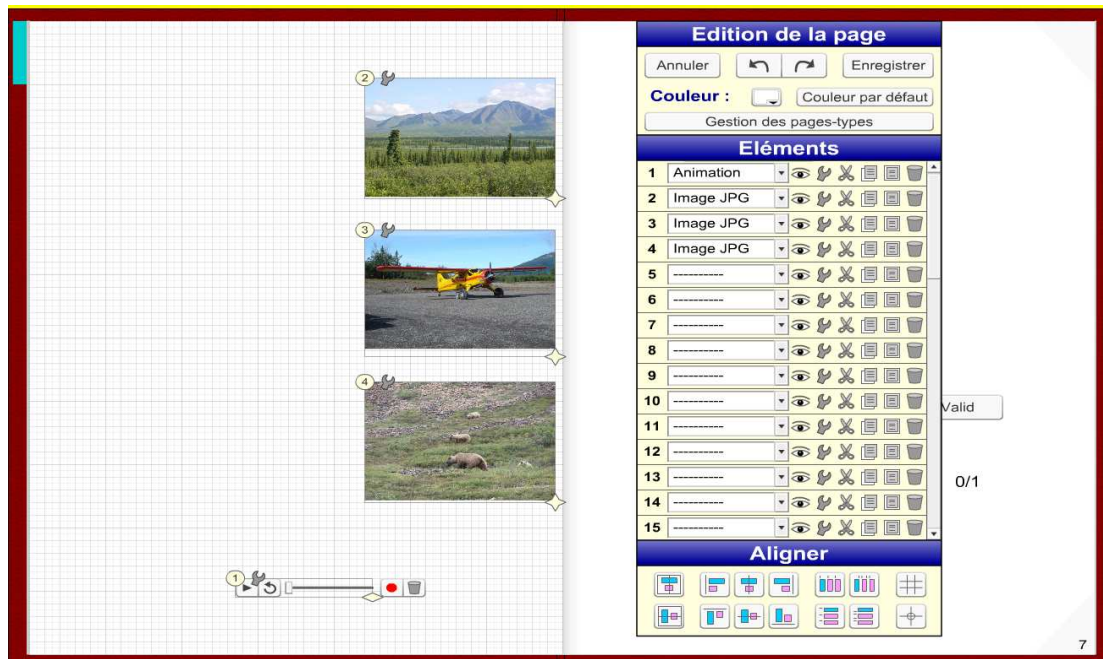 2
3
4
1
Edition de la page
Annuler Enregistrer
Couleur : Couleur par défaut
Gestion des pages-types
Eléments
1 Animation
2 Image JPG
3 Image JPG
4 Image JPG
5 ----------
6 ----------
7 ----------
8 ----------
9 ----------
10 ----------
11 ----------
12 ----------
13 ----------
14 ----------
15 ----------
Valid
0/1
Aligner
7